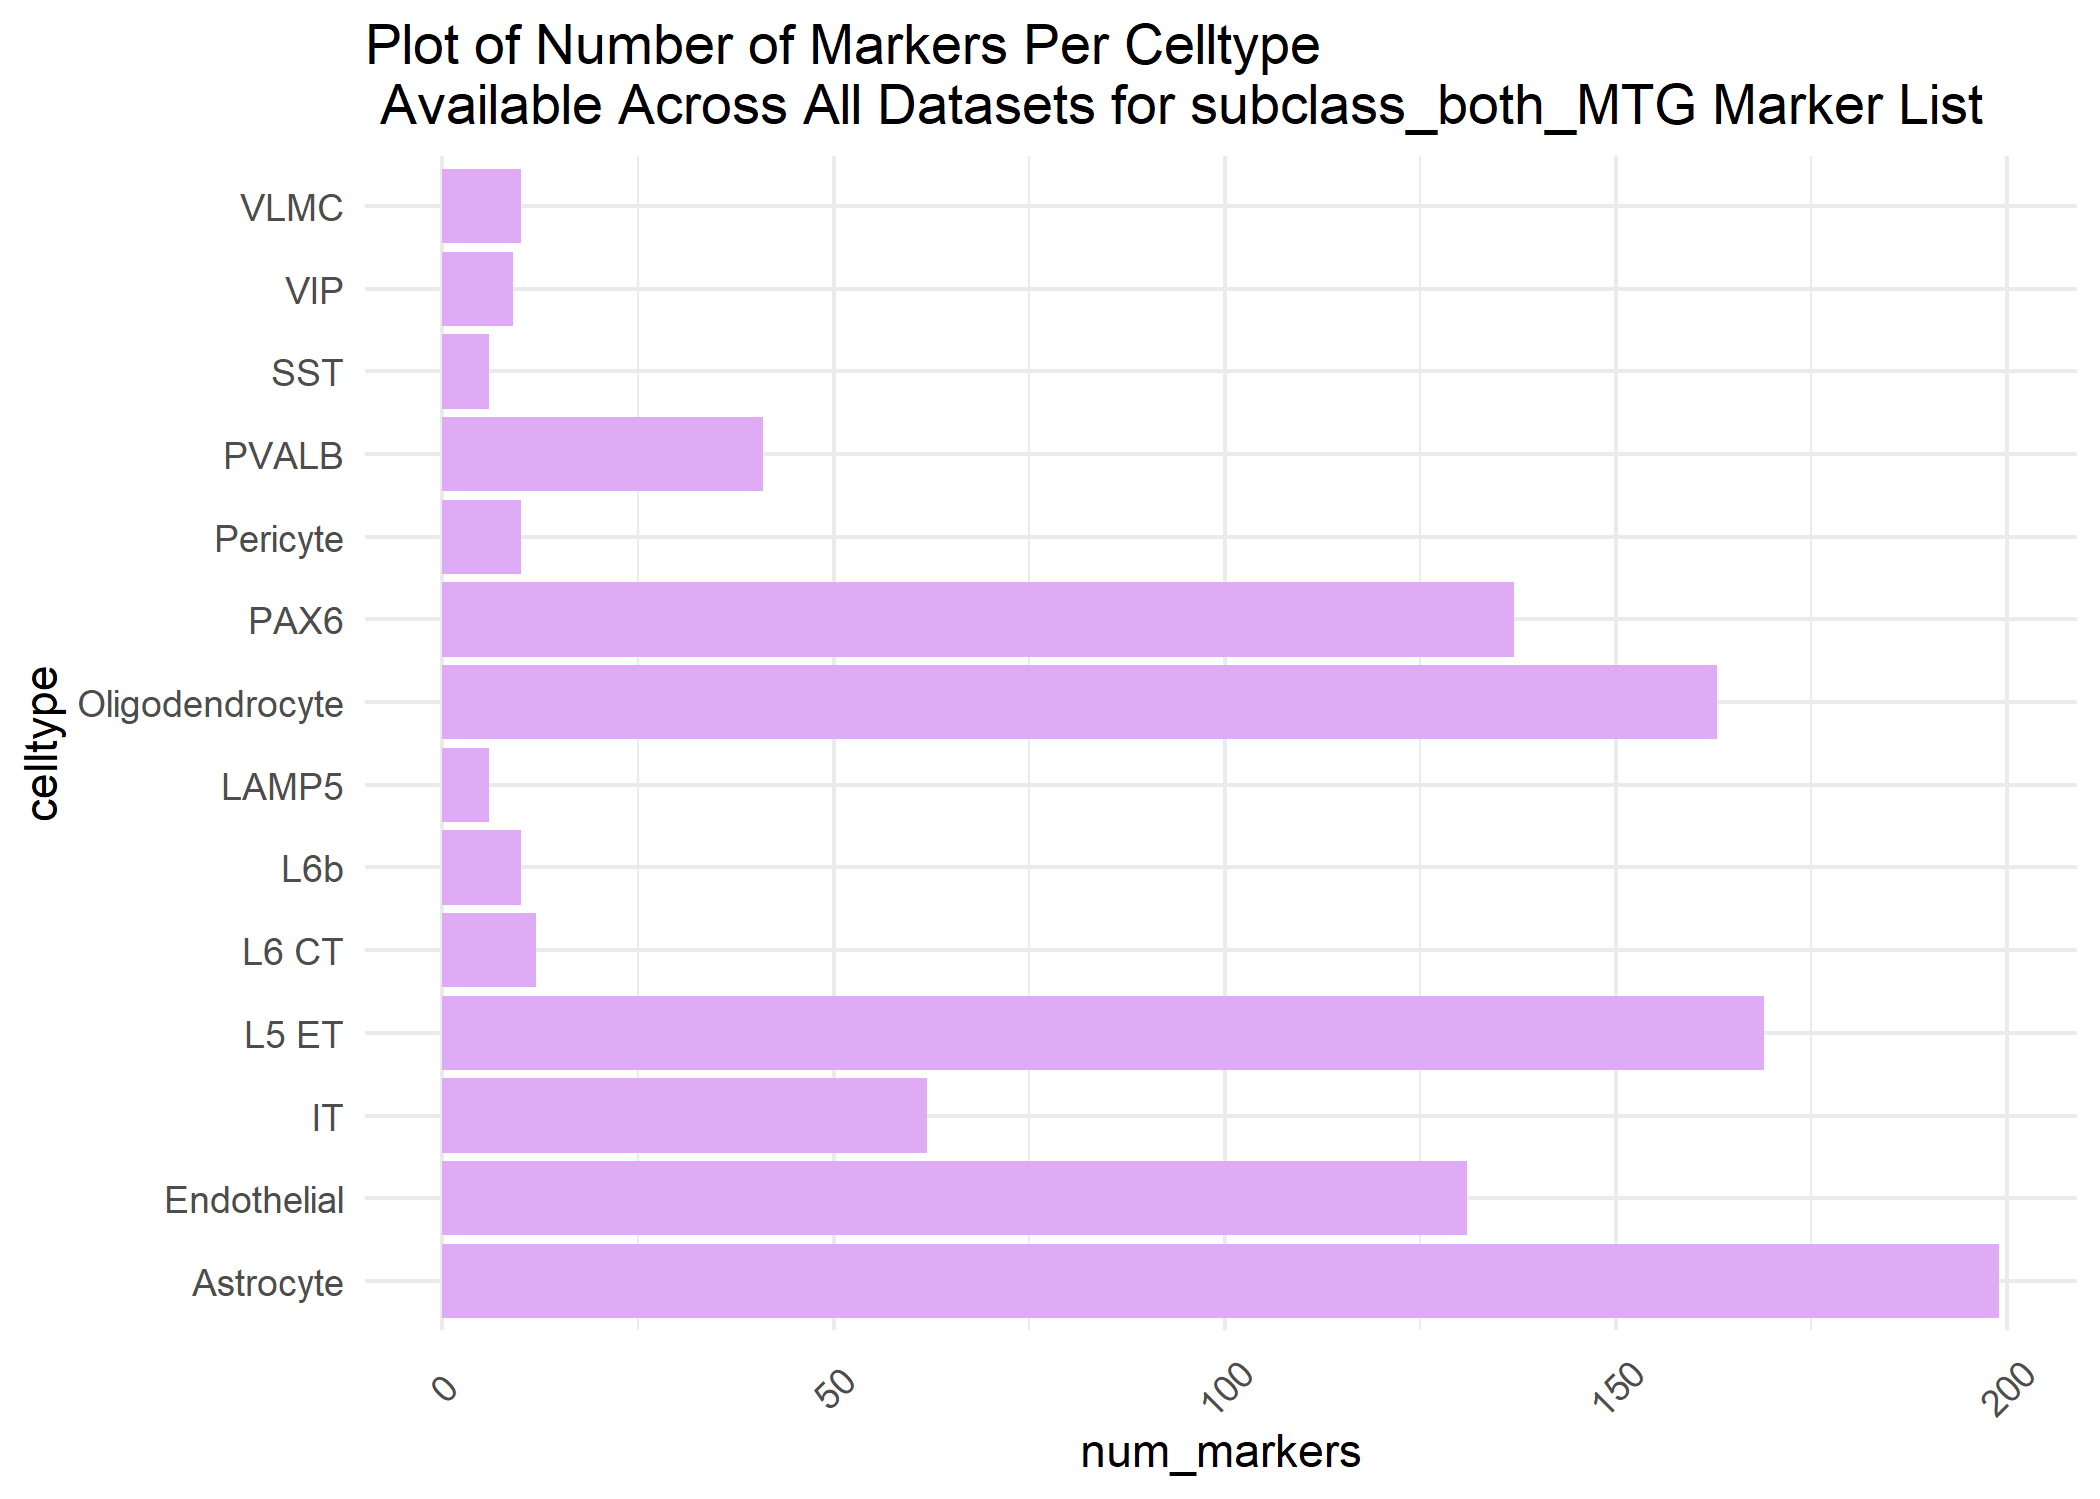 Plot of Number of Markers Per Celltype
Available Across All Datasets for subclass_both_MTG Marker List
VLMC
VIP
SST
PVALB
Pericyte
PAX6
Oligodendrocyte
LAMP5
L6b
L6 CT
L5 ET
IT
Endothelial
Astrocyte
celltype
0
50
100
150
200
num_markers